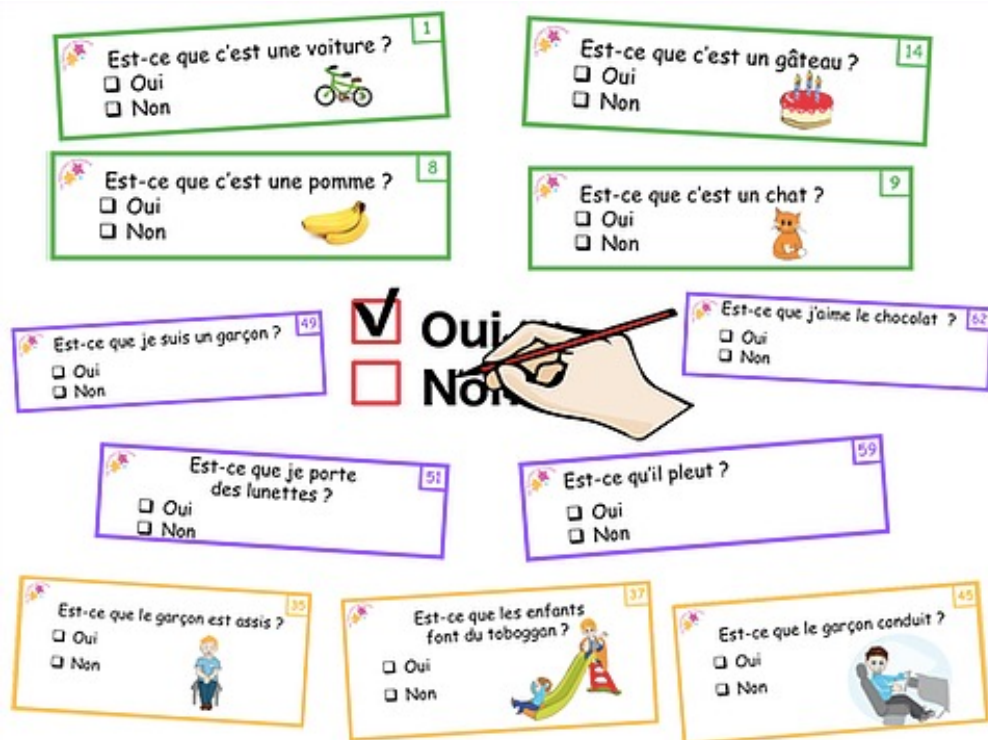 1
Est-ce que c'est une voiture ?
Oui
Non
14
Est-ce que c'est un gâteau ?
Oui
Non
8
Est-ce que c'est une pomme ?
Oui
Non
9
Est-ce que c'est un chat ?
Oui
Non
49
Est-ce que je suis un garçon ?
Oui
Non
Oui
Non
62
Est-ce que j'aime le chocolat ?
Oui
Non
51
Est-ce que je porte
des lunettes ?
Oui
Non
59
Est-ce qu'il pleut ?
Oui
Non
35
Est-ce que le garçon est assis ?
Oui
Non
37
Est-ce que les enfants
font du toboggan ?
Oui
Non
45
Est-ce que le garçon conduit ?
Oui
Non